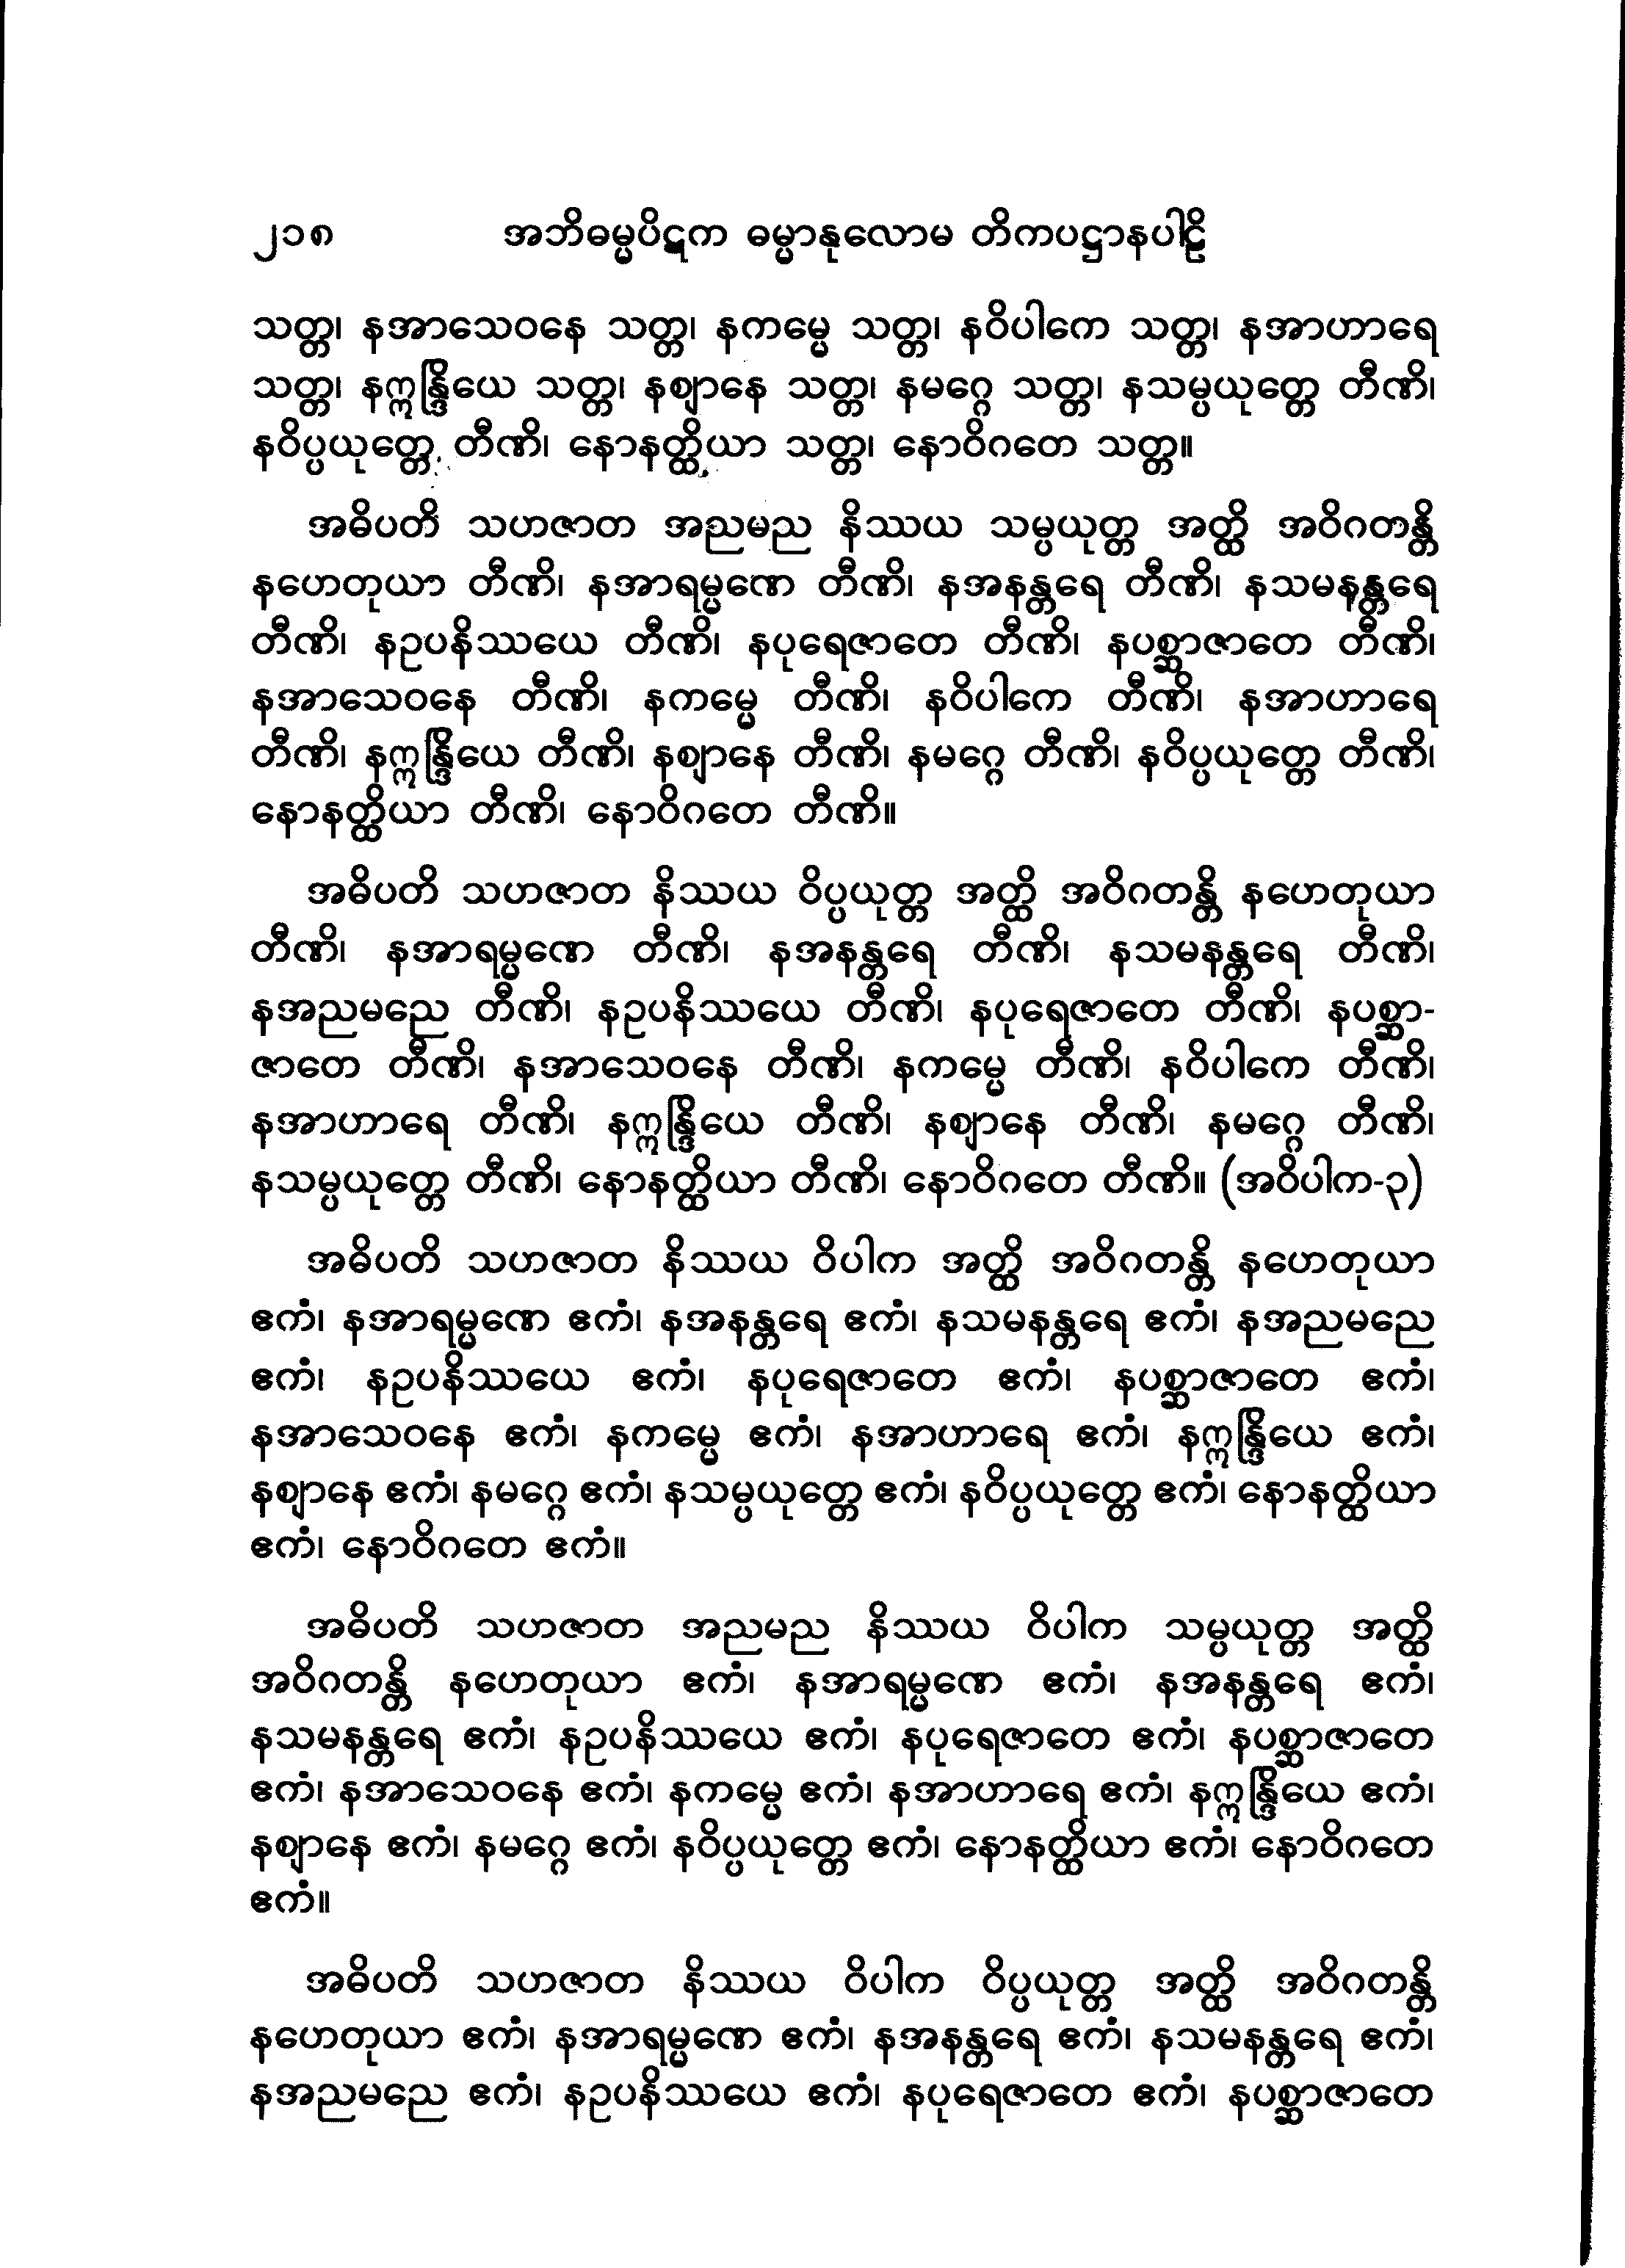 ၂၁၈ အဘိဓမ္မပိဋက ဓမ္မာနုလောမ တိကပဋ္ဌာနပါဠိ
သတ္တ၊ နအာသေဝနေ သတ္တ၊ နကမ္မေ သတ္တ၊ နဝိပါကေ သတ္တ၊ နအာဟာရေ
သတ္တ၊ နဣန္ဒြိယေ သတ္တ၊ နဈာနေ သတ္တ၊ နမဂ္ဂေ သတ္တ၊ နသမ္ပယုတ္တေ တီဏိ၊
နဝိပ္ပယုတ္တေ တီဏိ၊ နောနတ္ထိယာ သတ္တ၊ နောဝိဂတေ သတ္တ။
အဓိပတိ သဟဇာတ အညမည နိဿယ သမ္ပယုတ္တ အတ္ထိ အဝိဂတန္တိ
နဟေတုယာ တီဏိ၊ နအာရမ္မဏေ တီဏိ၊ နအနန္တရေ တီဏိ၊ နသမနန္တရေ
တီဏိ၊ နဥပနိဿယေ တီဏိ၊ နပုရေဇာတေ တီဏိ၊ နပစ္ဆာဇာတေ တီဏိ၊
နအာသေဝနေ တီဏိ၊ နကမ္မေ တီဏိ၊ နဝိပါကေ တီဏိ၊ နအာဟာရေ
တီဏိ၊ နဣန္ဒြိယေ တီဏိ၊ နဈာနေ တီဏိ၊ နမဂ္ဂေ တီဏိ၊ နဝိပ္ပယုတ္တေ တီဏိ၊
နောနတ္ထိယာ တီဏိ၊ နောဝိဂတေ တီဏိ။
အဓိပတိ သဟဇာတ နိဿယ ဝိပ္ပယုတ္တ အတ္ထိ အဝိဂတန္တိ နဟေတုယာ
တီဏိ၊ နအာရမ္မဏေ တီဏိ၊ နအနန္တရေ တီဏိ၊ နသမနန္တရေ တီဏိ၊
နအညမညေ တီဏိ၊ နဥပနိဿယေ တီဏိ၊ နပုရေဇာတေ တီဏိ၊ နပစ္ဆာ-
ဇာတေ တီဏိ၊ နအာသေဝနေ တီဏိ၊ နကမ္မေ တီဏိ၊ နဝိပါကေ တီဏိ၊
နအာဟာရေ တီဏိ၊ နဣန္ဒြိယေ တီဏိ၊ နဈာနေ တီဏိ၊ နမဂ္ဂေ တီဏိ၊
နသမ္ပယုတ္တေ တီဏိ၊ နောနတ္ထိယာ တီဏိ၊ နောဝိဂတေ တီဏိ။ (အဝိပါက-၃)
အဓိပတိ သဟဇာတ နိဿယ ဝိပါက အတ္ထိ အဝိဂတန္တိ နဟေတုယာ
ဧကံ၊ နအာရမ္မဏေ ဧကံ၊ နအနန္တရေ ဧကံ၊ နသမနန္တရေ ဧကံ၊ နအညမညေ
ဧကံ၊ နဥပနိဿယေ ဧကံ၊ နပုရေဇာတေ ဧကံ၊ နပစ္ဆာဇာတေ ဧကံ၊
နအာသေဝနေ ဧကံ၊ နကမ္မေ ဧကံ၊ နအာဟာရေ ဧကံ၊ နဣန္ဒြိယေ ဧကံ၊
နဈာနေ ဧကံ၊ နမဂ္ဂေ ဧကံ၊ နသမ္ပယုတ္တေ ဧကံ၊ နဝိပ္ပယုတ္တေ ဧကံ၊ နောနတ္ထိယာ
ဧကံ၊ နောဝိဂတေ ဧကံ။
အဓိပတိ သဟဇာတ အညမည နိဿယ ဝိပါက သမ္ပယုတ္တ အတ္ထိ
အဝိဂတန္တိ နဟေတုယာ ဧကံ၊ နအာရမ္မဏေ ဧကံ၊ နအနန္တရေ ဧကံ၊
နသမနန္တရေ ဧကံ၊ နဥပနိဿယေ ဧကံ၊ နပုရေဇာတေ ဧကံ၊ နပစ္ဆာဇာတေ
ဧကံ၊ နအာသေဝနေ ဧကံ၊ နကမ္မေ ဧကံ၊ နအာဟာရေ ဧကံ၊ နဣန္ဒြိယေ ဧကံ၊
နဈာနေ ဧကံ၊ နမဂ္ဂေ ဧကံ၊ နဝိပ္ပယုတ္တေ ဧကံ၊ နောနတ္ထိယာ ဧကံ၊ နောဝိဂတေ
ဧကံ။
အဓိပတိ သဟဇာတ နိဿယ ဝိပါက ဝိပ္ပယုတ္တ အတ္ထိ အဝိဂတန္တိ
နဟေတုယာ ဧကံ၊ နအာရမ္မဏေ ဧကံ၊ နအနန္တရေ ဧကံ၊ နသမနန္တရေ ဧကံ၊
နအညမညေ ဧကံ၊ နဥပနိဿယေ ဧကံ၊ နပုရေဇာတေ ဧကံ၊ နပစ္ဆာဇာတေ